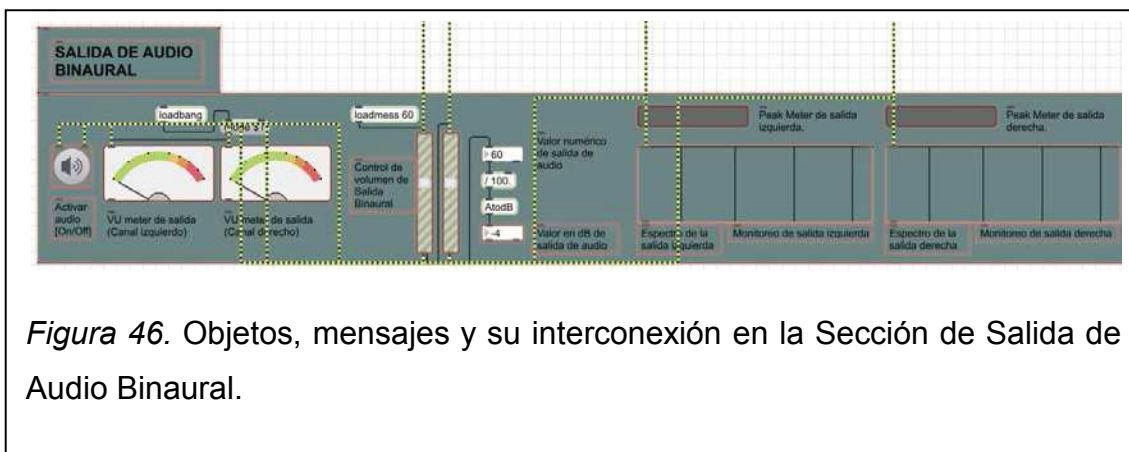 SALIDA DE AUDIO
BINAURAL
loadbang
loadmess 60
Activar
audio
[On/Off]
VU meter de salida
(Canal izquierdo)
VU meter de salida
(Canal derecho)
Control de
volumen de
Salida
Binaural
60
/ 100.
AtodB
-4
Valor numérico
de salida de
audio
Valor en dB de
salida de audio
Peak Meter de salida
izquierda.
Espectro de la
salida izquierda
Monitoreo de salida izquierda
Peak Meter de salida
derecha.
Espectro de la
salida derecha
Monitoreo de salida derecha
Figura 46. Objetos, mensajes y su interconexión en la Sección de Salida de
Audio Binaural.